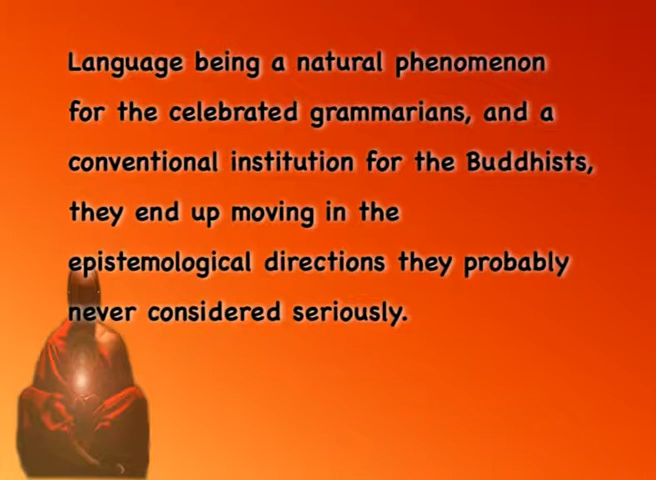 Language being a natural phenomenon
for the celebrated grammarians, and a
conventional institution for the Buddhists,
they end up moving in the
epistemological directions they probably
never considered seriously.